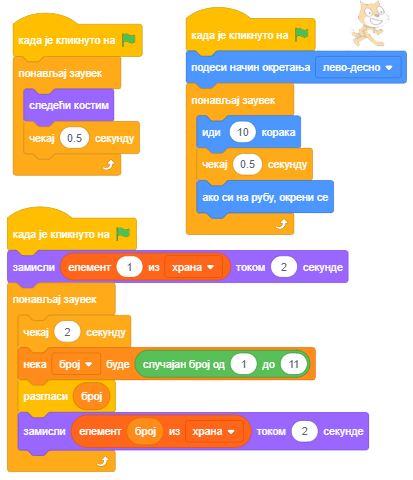 када је кликнуто на
понављај заувек
следећи костим
чекај 0.5 секунду
када је кликнуто на
подеси начин окретања лево-десно
понављај заувек
иди 10 корака
чекај 0.5 секунду
ако си на рубу, окрени се
када је кликнуто на
замисли елемент 1 из храна током 2 секунде
понављај заувек
чекај 2 секунду
нека број буде случајан број од 1 до 11
разгласи број
замисли елемент број из храна током 2 секунде